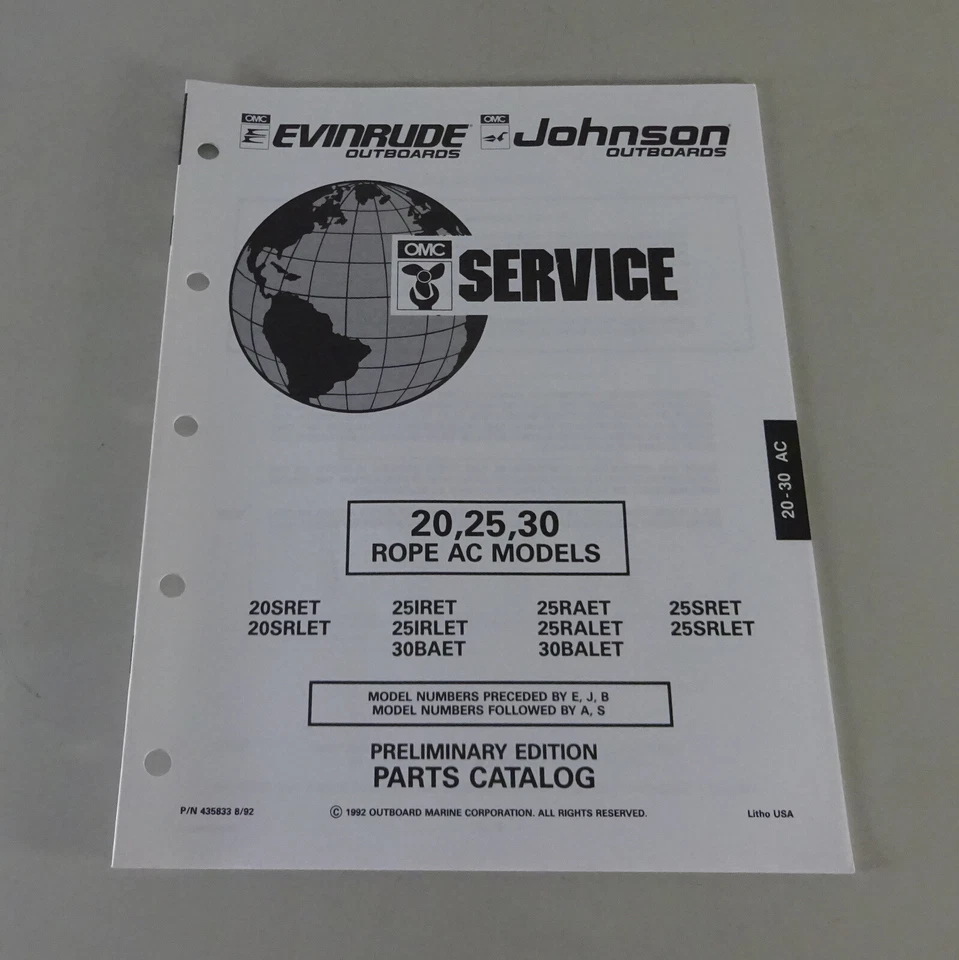 OMC EVINRUDE OUTBOARDS
OMC Johnson OUTBOARDS
OMC SERVICE
20-30 AC
20,25,30
ROPE AC MODELS
20SRET 25IRET 25RAET 25SRET
20SRLET 25IRLET 25RALET 25SRLET
30BAET 30BALET
MODEL NUMBERS PRECEDED BY E, J, B
MODEL NUMBERS FOLLOWED BY A, S
PRELIMINARY EDITION
PARTS CATALOG
P/N 435833 8/92 © 1992 OUTBOARD MARINE CORPORATION. ALL RIGHTS RESERVED. Litho USA